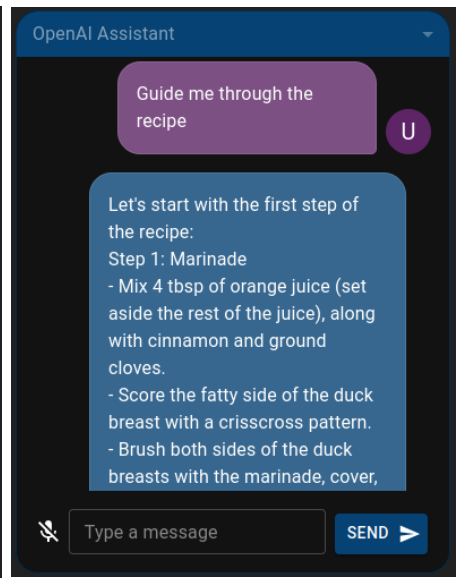 OpenAI Assistant
Guide me through the
recipe
U
Let's start with the first step of
the recipe:
Step 1: Marinade
- Mix 4 tbsp of orange juice (set
aside the rest of the juice), along
with cinnamon and ground
cloves.
- Score the fatty side of the duck
breast with a crisscross pattern.
- Brush both sides of the duck
breasts with the marinade, cover,
Type a message
SEND